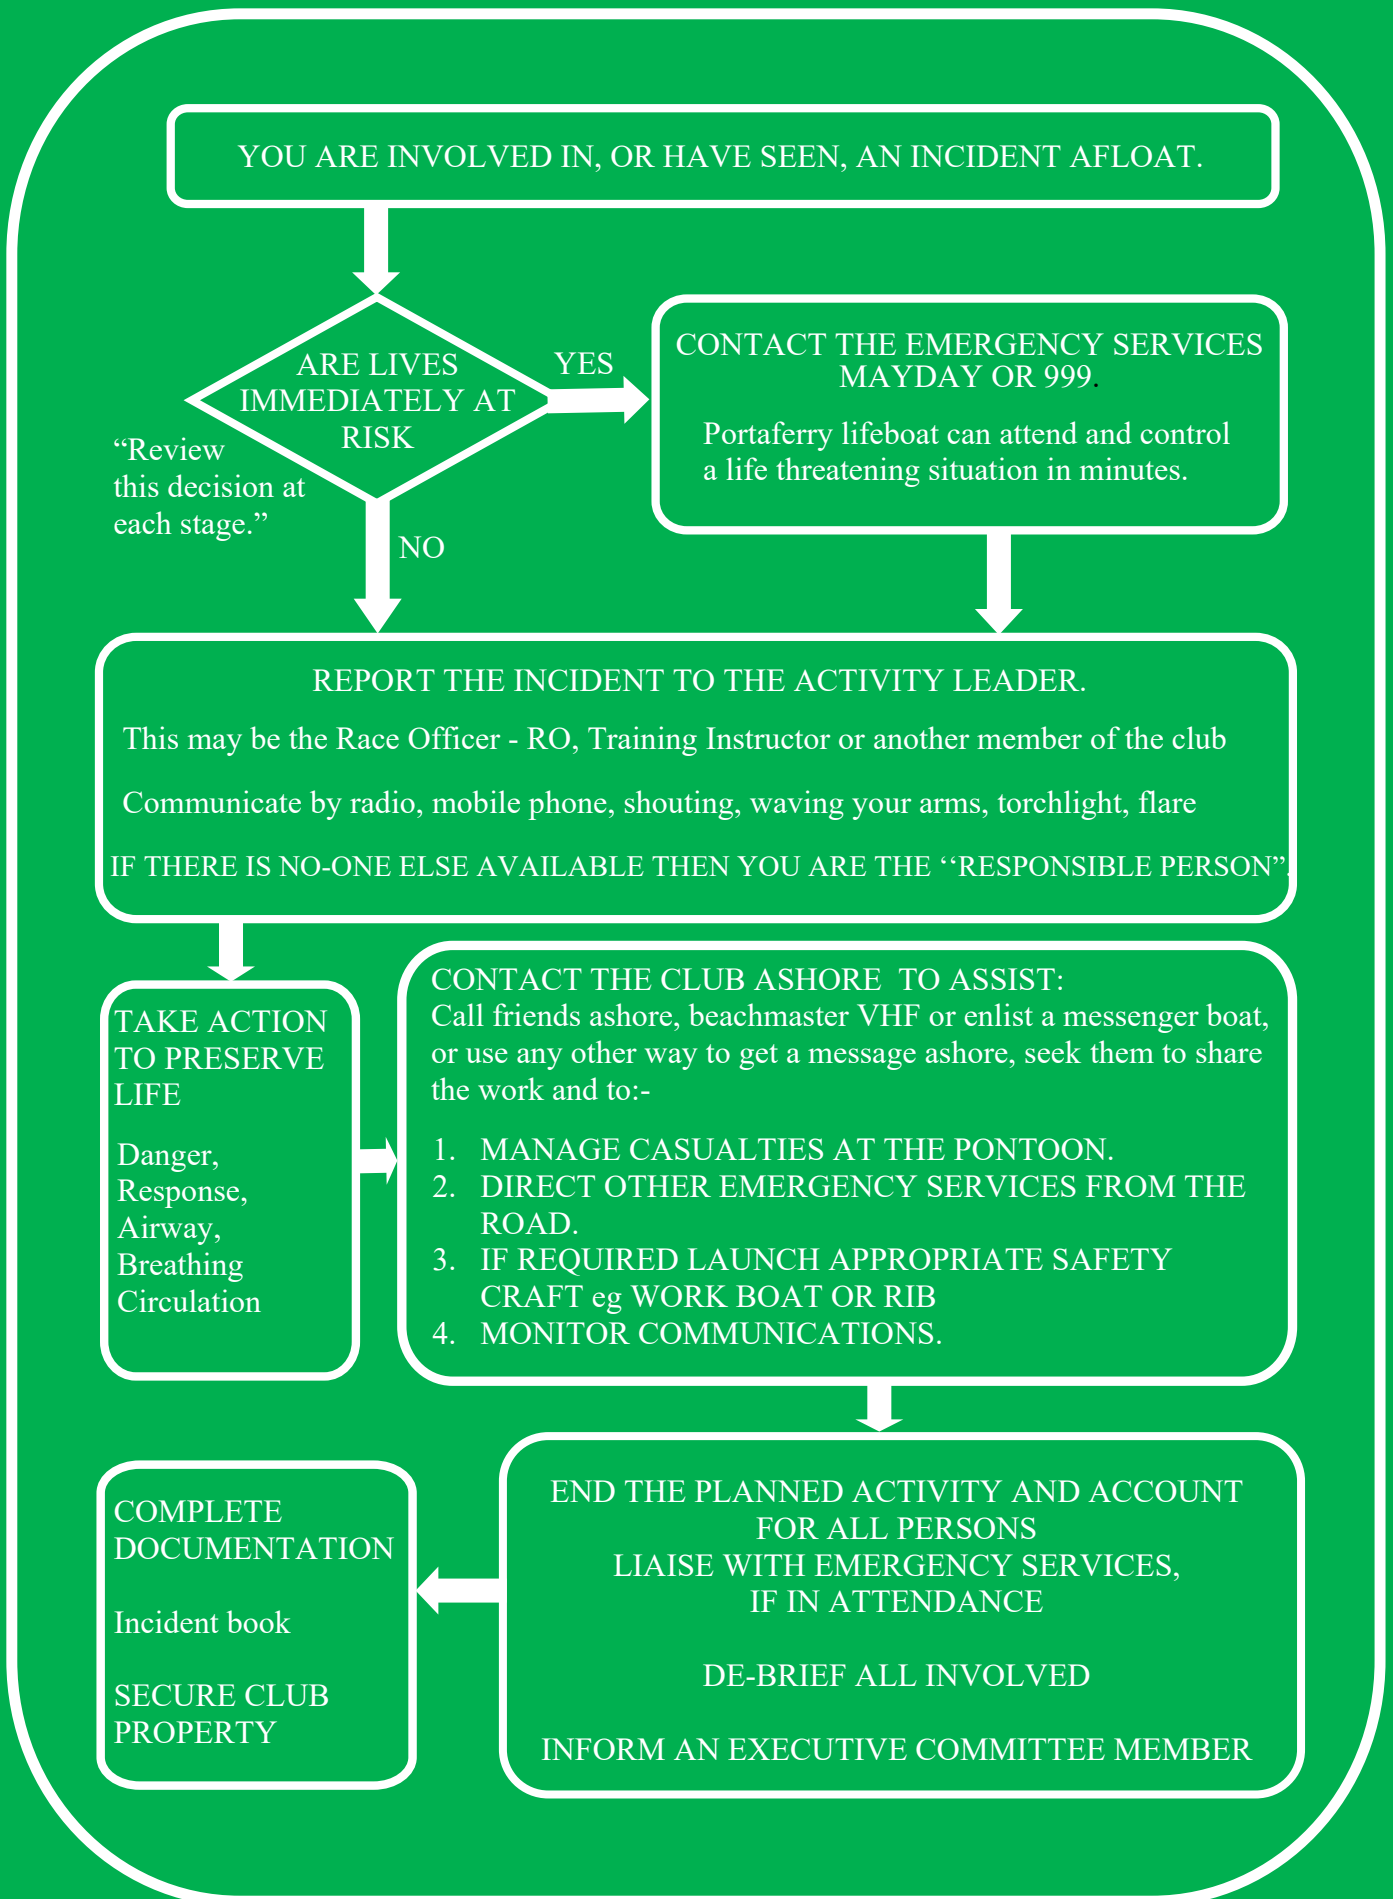 YOU ARE INVOLVED IN, OR HAVE SEEN, AN INCIDENT AFLOAT.
ARE LIVES
IMMEDIATELY AT
RISK
YES
CONTACT THE EMERGENCY SERVICES
MAYDAY OR 999.
Portaferry lifeboat can attend and control
a life threatening situation in minutes.
“Review
this decision at
each stage.”
NO
REPORT THE INCIDENT TO THE ACTIVITY LEADER.
This may be the Race Officer - RO, Training Instructor or another member of the club
Communicate by radio, mobile phone, shouting, waving your arms, torchlight, flare
IF THERE IS NO-ONE ELSE AVAILABLE THEN YOU ARE THE ‘‘RESPONSIBLE PERSON”.
TAKE ACTION
TO PRESERVE
LIFE
Danger,
Response,
Airway,
Breathing
Circulation
CONTACT THE CLUB ASHORE  TO ASSIST:
Call friends ashore, beachmaster VHF or enlist a messenger boat,
or use any other way to get a message ashore, seek them to share
the work and to:-
1. MANAGE CASUALTIES AT THE PONTOON.
2. DIRECT OTHER EMERGENCY SERVICES FROM THE
ROAD.
3. IF REQUIRED LAUNCH APPROPRIATE SAFETY
CRAFT eg WORK BOAT OR RIB
4. MONITOR COMMUNICATIONS.
END THE PLANNED ACTIVITY AND ACCOUNT
FOR ALL PERSONS
LIAISE WITH EMERGENCY SERVICES,
IF IN ATTENDANCE
DE-BRIEF ALL INVOLVED
INFORM AN EXECUTIVE COMMITTEE MEMBER
COMPLETE
DOCUMENTATION
Incident book
SECURE CLUB
PROPERTY